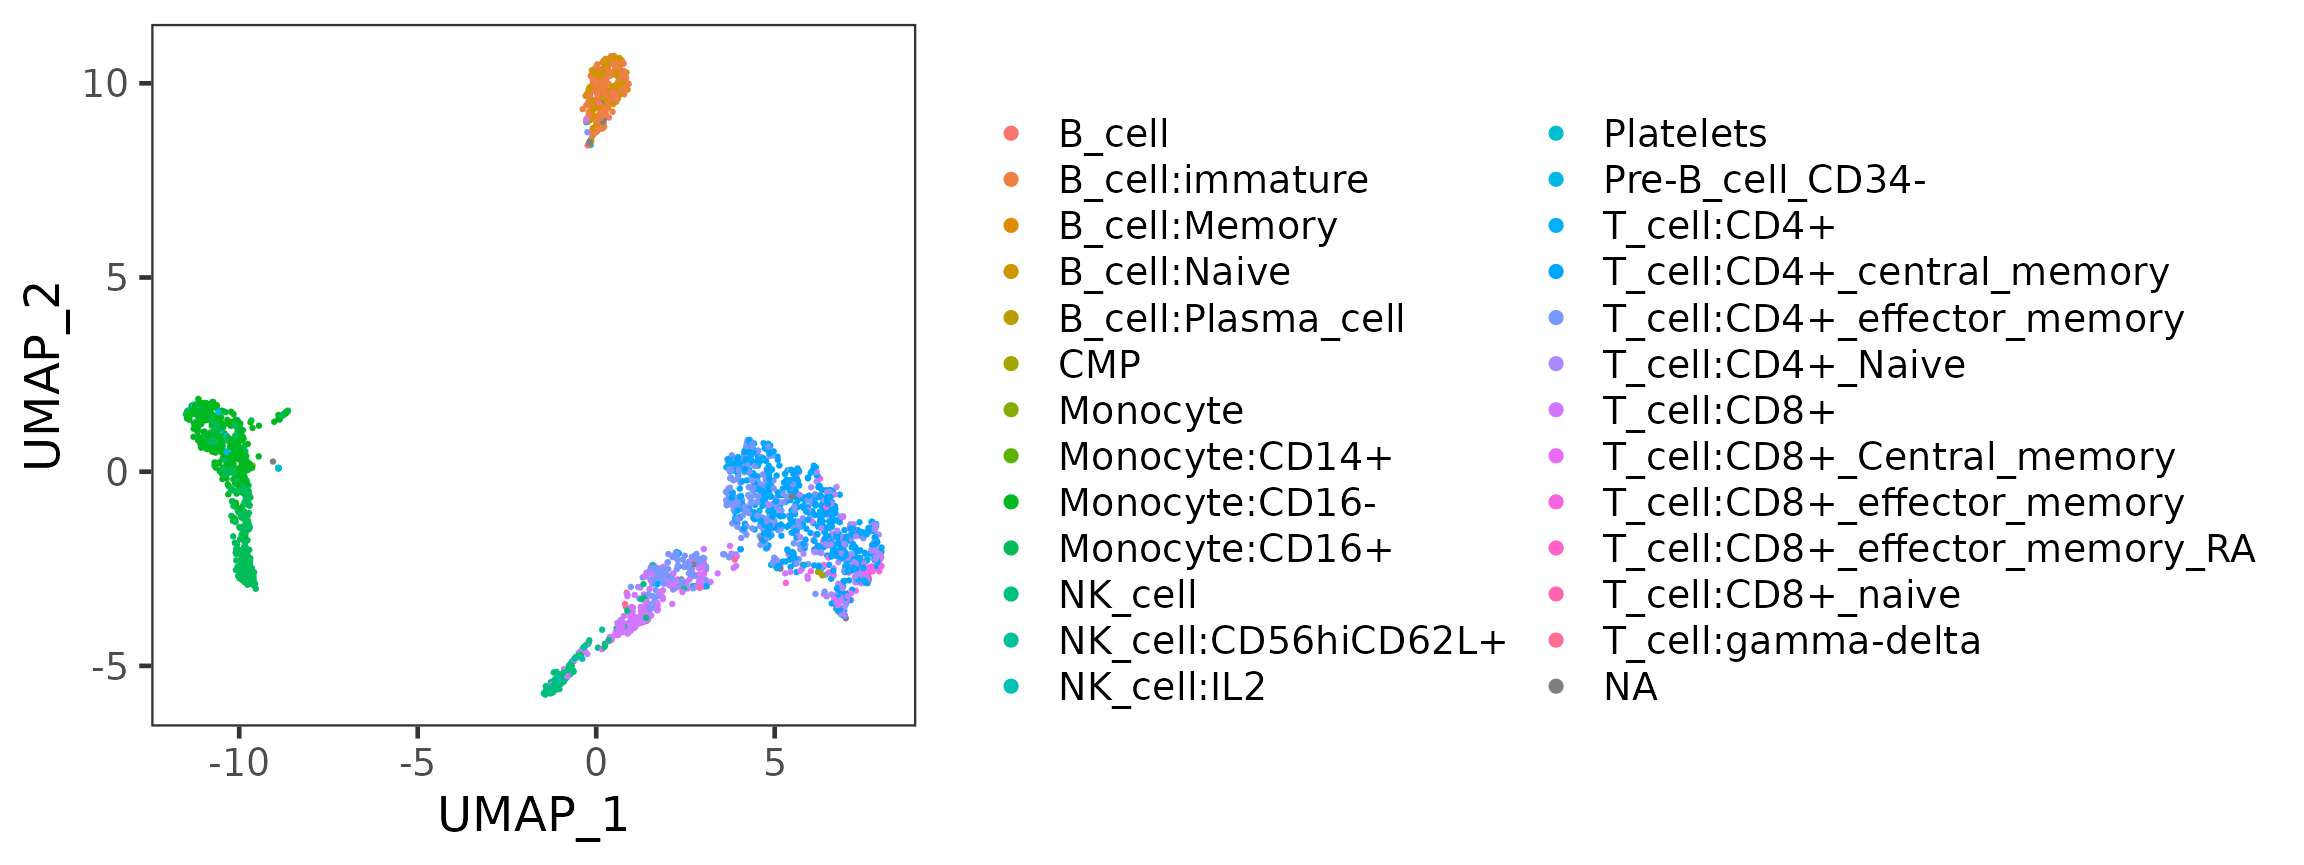 10
5
0
-5
UMAP_2
-10
-5
0
5
UMAP_1
B_cell
B_cell:immature
B_cell:Memory
B_cell:Naive
B_cell:Plasma_cell
CMP
Monocyte
Monocyte:CD14+
Monocyte:CD16-
Monocyte:CD16+
NK_cell
NK_cell:CD56hiCD62L+
NK_cell:IL2
Platelets
Pre-B_cell_CD34-
T_cell:CD4+
T_cell:CD4+_central_memory
T_cell:CD4+_effector_memory
T_cell:CD4+_Naive
T_cell:CD8+
T_cell:CD8+_Central_memory
T_cell:CD8+_effector_memory
T_cell:CD8+_effector_memory_RA
T_cell:CD8+_naive
T_cell:gamma-delta
NA